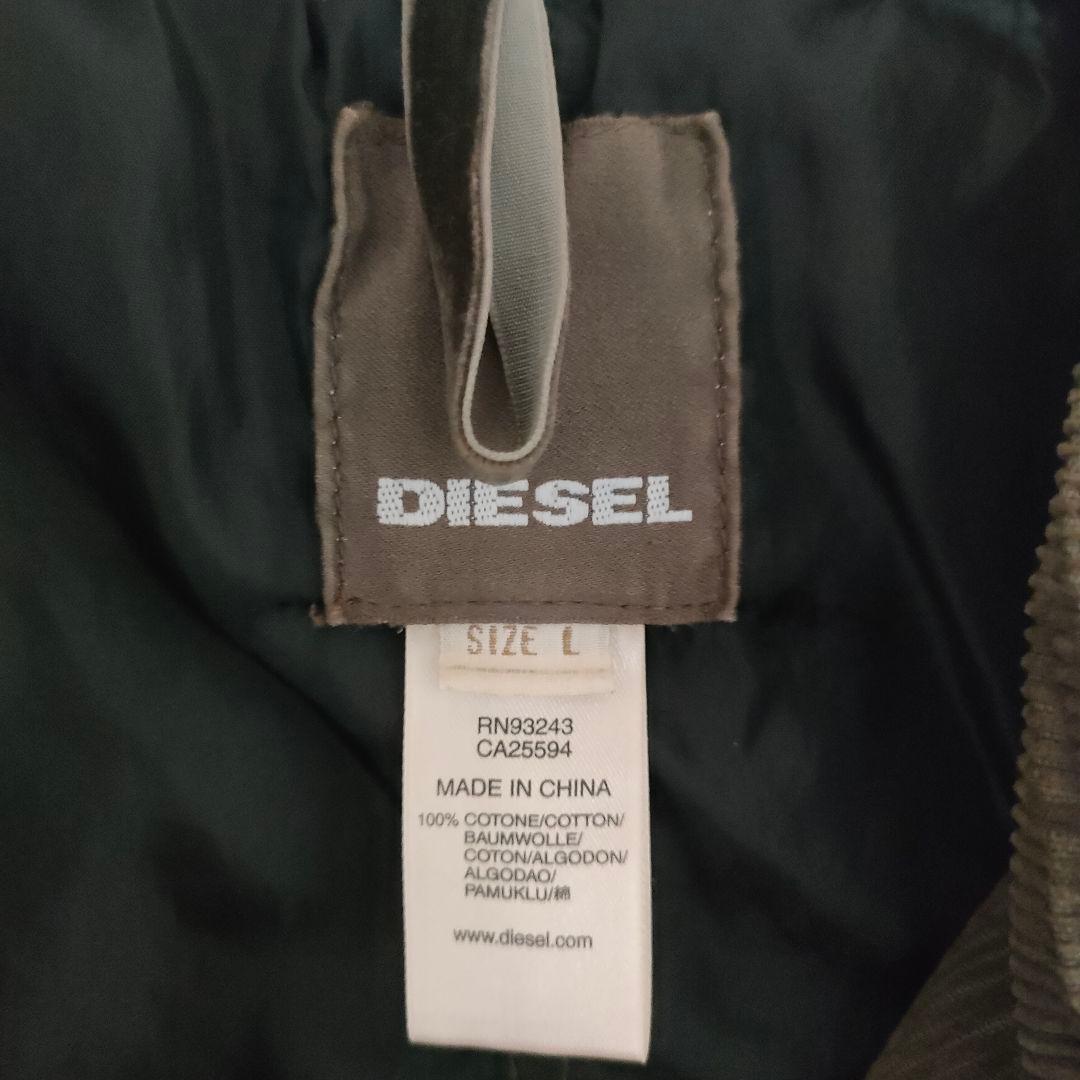 DIESEL
SIZE L
RN93243
CA25594
MADE IN CHINA
100% COTONE/COTTON/
BAUMWOLLE/
COTON/ALGODON/
ALGODAO/
PAMUKLU/綿
www.diesel.com